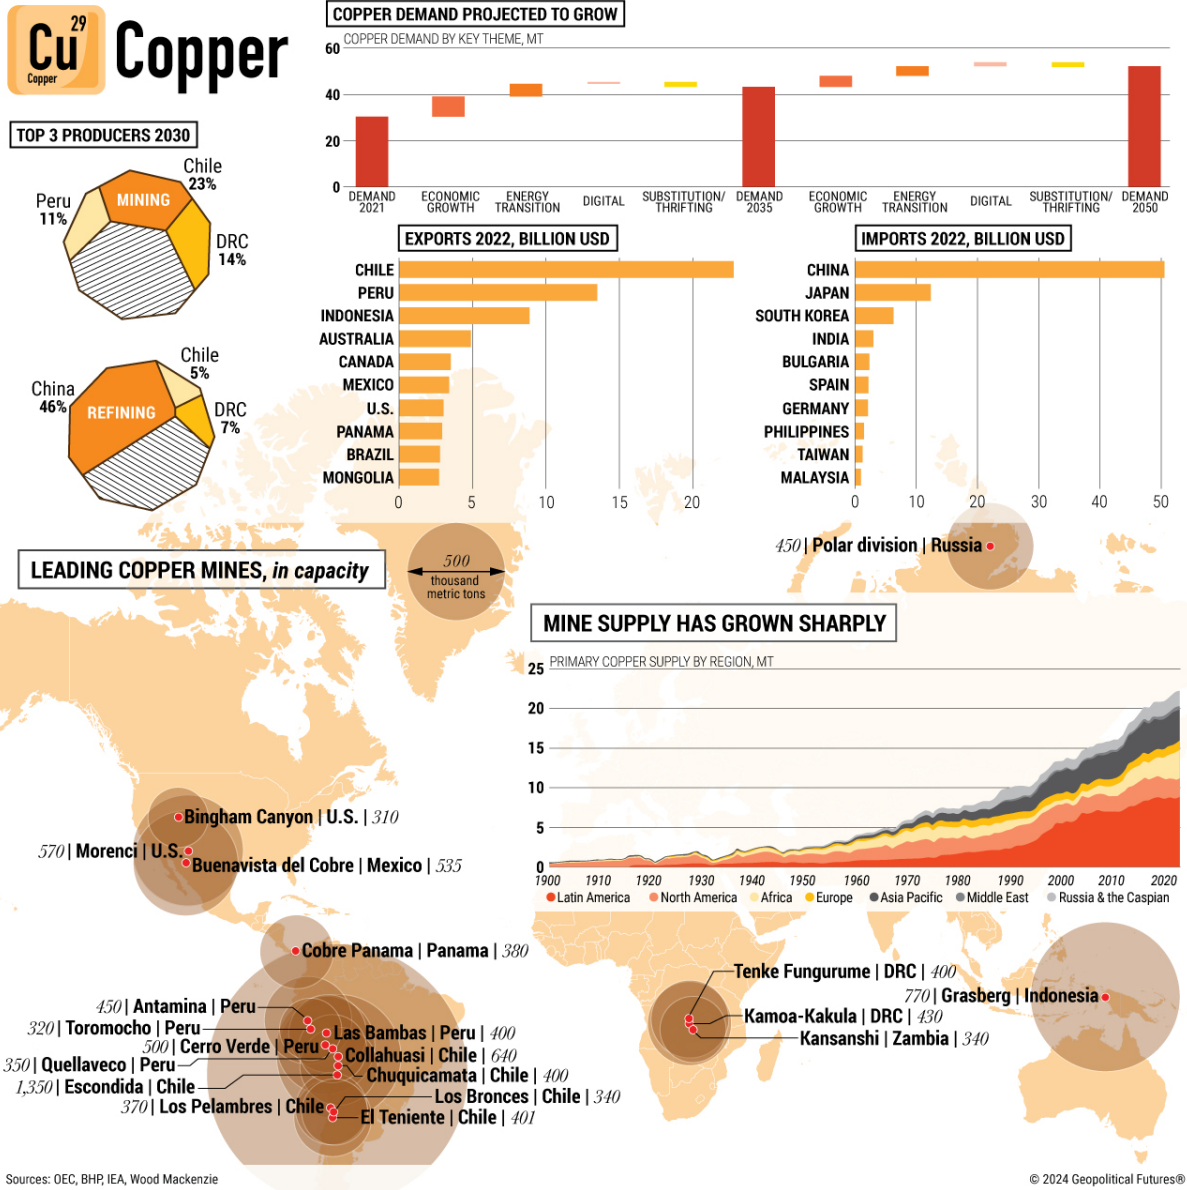 29
Cu
Copper
Copper
COPPER DEMAND PROJECTED TO GROW
COPPER DEMAND BY KEY THEME, MT
60
40
20
0
DEMAND 2021
ECONOMIC GROWTH
ENERGY TRANSITION
DIGITAL
SUBSTITUTION/ THRIFTING
DEMAND 2035
ECONOMIC GROWTH
ENERGY TRANSITION
DIGITAL
SUBSTITUTION/ THRIFTING
DEMAND 2050
TOP 3 PRODUCERS 2030
Chile
23%
MINING
Peru
11%
DRC
14%
Chile
5%
China
46%
REFINING
DRC
7%
EXPORTS 2022, BILLION USD
CHILE
PERU
INDONESIA
AUSTRALIA
CANADA
MEXICO
U.S.
PANAMA
BRAZIL
MONGOLIA
0 5 10 15 20
IMPORTS 2022, BILLION USD
CHINA
JAPAN
SOUTH KOREA
INDIA
BULGARIA
SPAIN
GERMANY
PHILIPPINES
TAIWAN
MALAYSIA
0 10 20 30 40 50
LEADING COPPER MINES, in capacity
500
thousand
metric tons
450 | Polar division | Russia
MINE SUPPLY HAS GROWN SHARPLY
PRIMARY COPPER SUPPLY BY REGION, MT
25
20
15
10
5
0
1900 1910 1920 1930 1940 1950 1960 1970 1980 1990 2000 2010 2020
Latin America North America Africa Europe Asia Pacific Middle East Russia & the Caspian
Bingham Canyon | U.S. | 310
570 | Morenci | U.S.
Buenavista del Cobre | Mexico | 535
Cobre Panama | Panama | 380
450 | Antamina | Peru
320 | Toromocho | Peru
Las Bambas | Peru | 400
500 | Cerro Verde | Peru
Collahuasi | Chile | 640
350 | Quellaveco | Peru
Chuquicamata | Chile | 400
1,350 | Escondida | Chile
Los Bronces | Chile | 340
370 | Los Pelambres | Chile
El Teniente | Chile | 401
Tenke Fungurume | DRC | 400
770 | Grasberg | Indonesia
Kamoa-Kakula | DRC | 430
Kansanshi | Zambia | 340
Sources: OEC, BHP, IEA, Wood Mackenzie
© 2024 Geopolitical Futures®